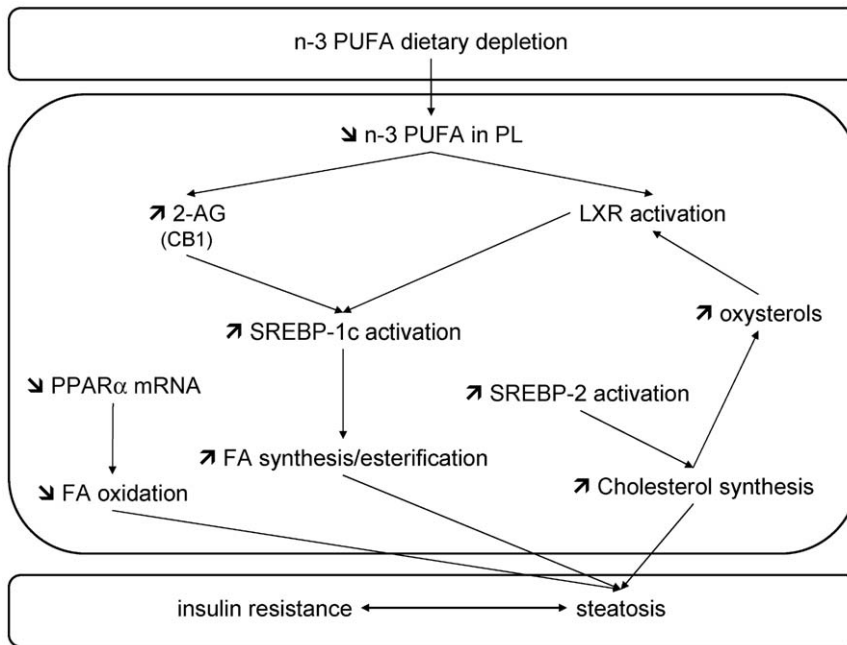 n-3 PUFA dietary depletion
n-3 PUFA in PL
2-AG
(CB1)
LXR activation
oxysterols
SREBP-1c activation
PPARα mRNA
SREBP-2 activation
FA synthesis/esterification
FA oxidation
Cholesterol synthesis
insulin resistance
steatosis